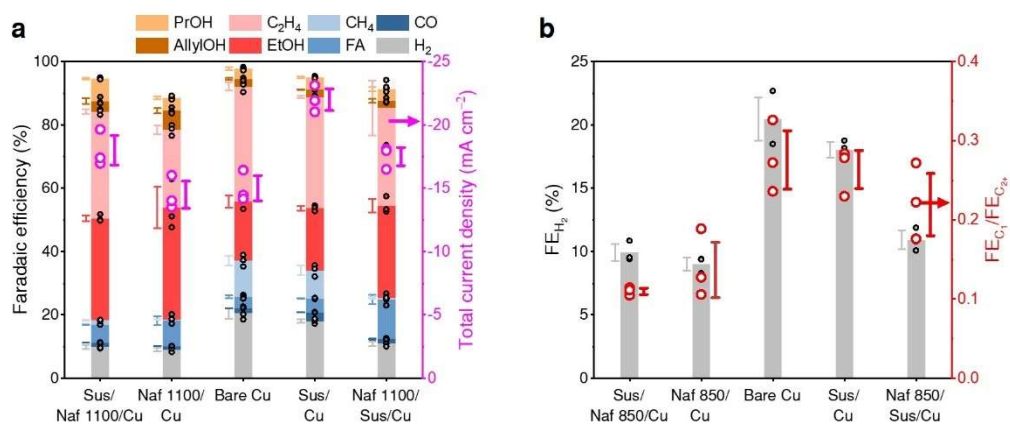 a
PrOH C₂H₄ CH₄ CO
AllylOH EtOH FA H₂
Faradaic efficiency (%)
100
80
60
40
20
0
-25
-20
-15
-10
-5
0
Total current density (mA cm⁻²)
Sus/ Naf 1100/Cu
Naf 1100/ Cu
Bare Cu
Sus/ Cu
Naf 1100/ Sus/Cu
b
FE_H₂ (%)
25
20
15
10
5
0
0.4
0.3
0.2
0.1
0.0
FE_C₁/FE_C₂₊
Sus/ Naf 850/Cu
Naf 850/ Cu
Bare Cu
Sus/ Cu
Naf 850/ Sus/Cu